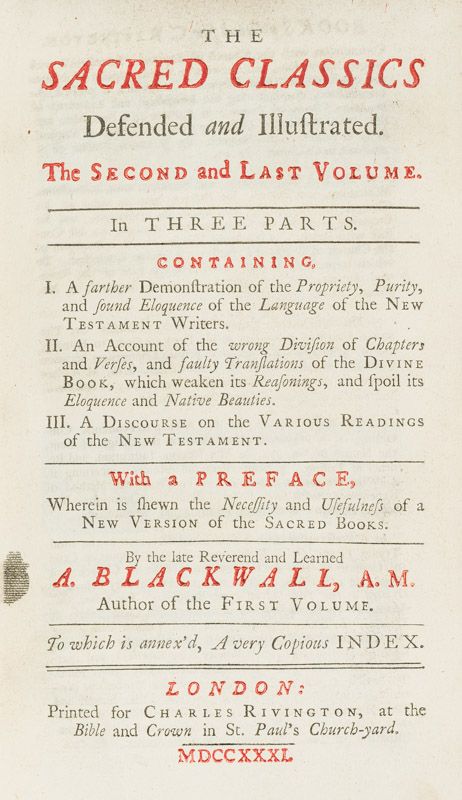 THE
SACRED CLASSICS
Defended and Illuſtrated.
The SECOND and LAST VOLUME.
In THREE PARTS.
CONTAINING,
I. A farther Demonſtration of the Propriety, Purity,
and ſound Eloquence of the Language of the NEW
TESTAMENT Writers.
II. An Account of the wrong Diviſion of Chapters
and Verſes, and faulty Tranſlations of the DIVINE
BOOK, which weaken its Reaſonings, and ſpoil its
Eloquence and Native Beauties.
III. A DISCOURSE on the VARIOUS READINGS
of the NEW TESTAMENT.
With a PREFACE,
Wherein is ſhewn the Neceſſity and Uſefulneſs of a
NEW VERSION of the SACRED BOOKS.
By the late Reverend and Learned
A. BLACKWALL, A. M.
Author of the FIRST VOLUME.
To which is annex'd, A very Copious INDEX.
LONDON:
Printed for CHARLES RIVINGTON, at the
Bible and Crown in St. Paul's Church-yard.
MDCCXXXI.